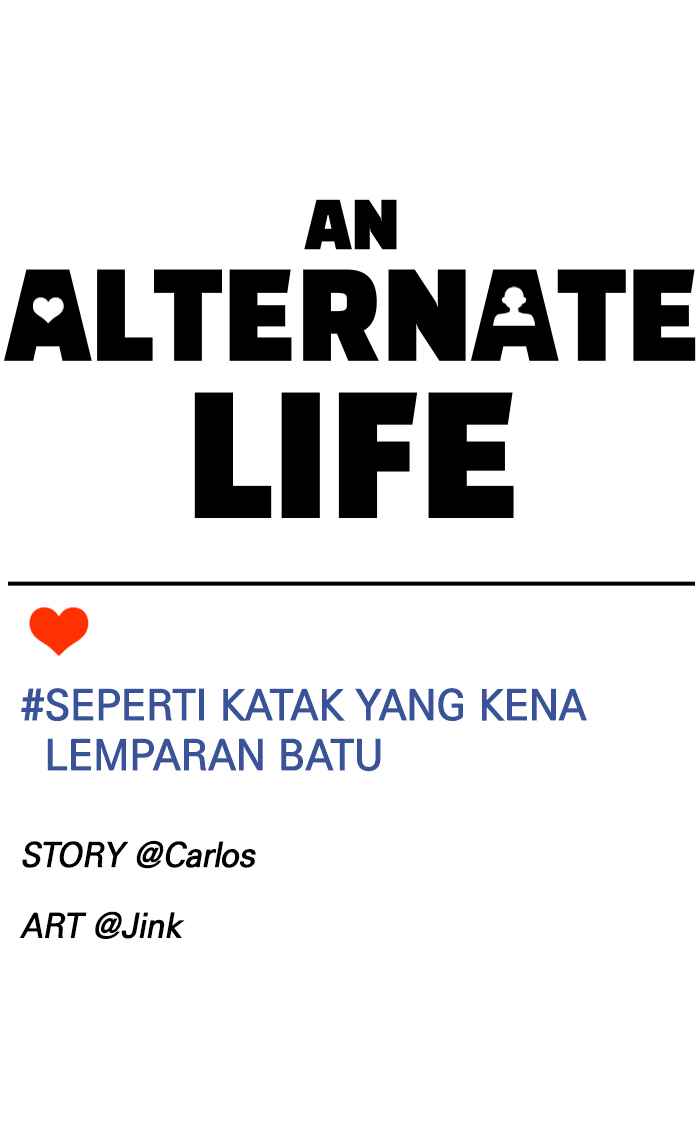 AN
ALTERNATE
LIFE
#SEPERTI KATAK YANG KENA
LEMPARAN BATU
STORY @Carlos
ART @Jink